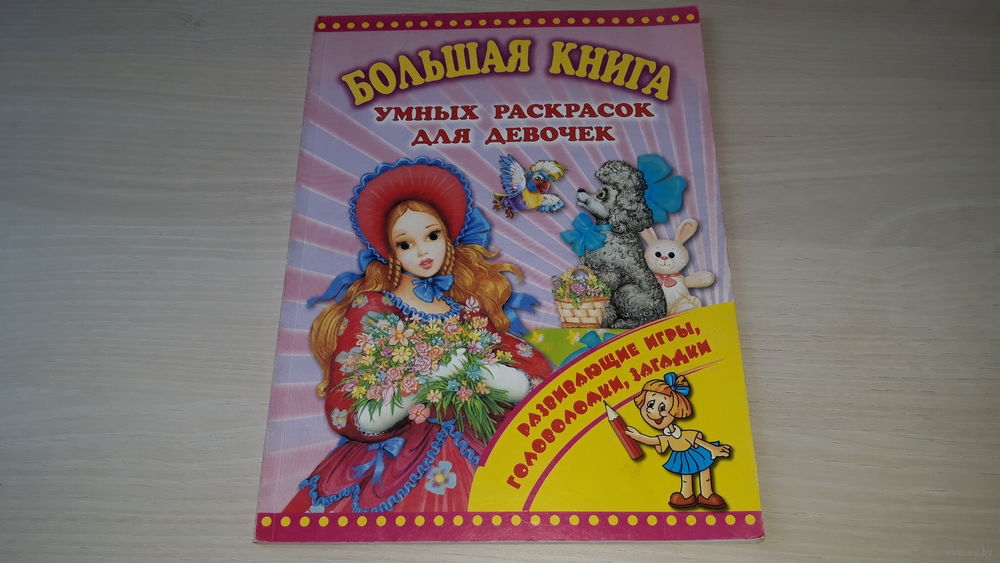 БОЛЬШАЯ КНИГА
УМНЫХ РАСКРАСОК
ДЛЯ ДЕВОЧЕК
РАЗВИВАЮЩИЕ ИГРЫ,
ГОЛОВОЛОМКИ, ЗАГАДКИ